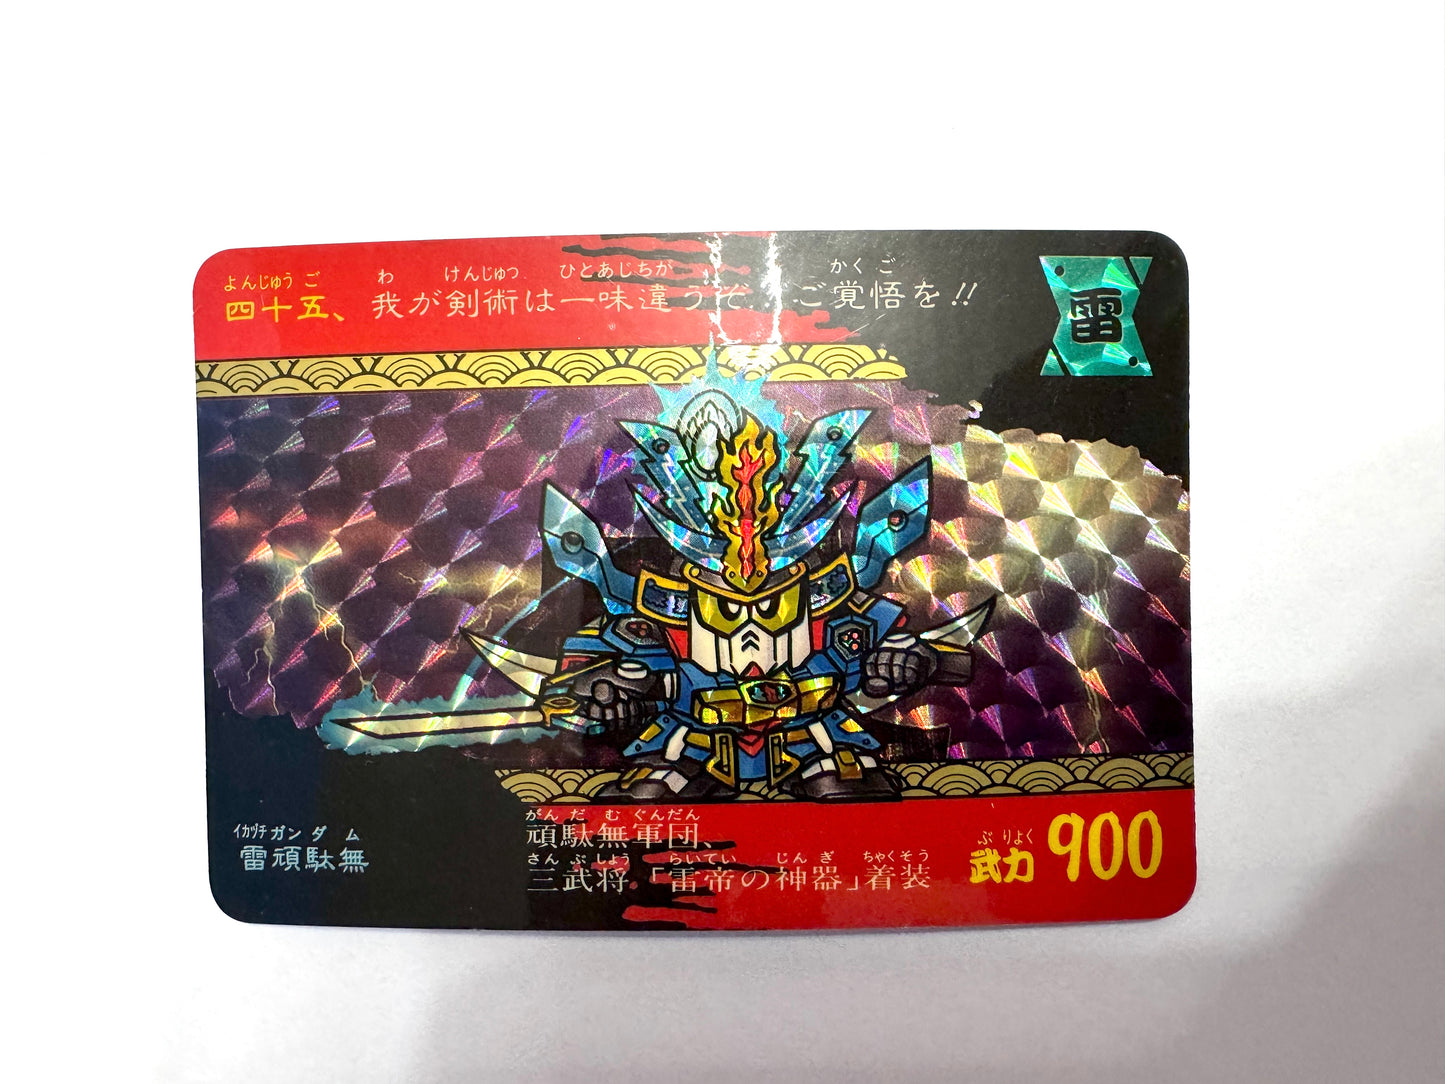 よんじゅうご わ けんじゅつ ひとあじちが かくご
四十五、我が剣術は一味違うぞ…ご覚悟を!!
雷
イカヅチガンダム
雷頑駄無
がんだむぐんだん
頑駄無軍団、
さんぶしょう らいてい じんぎ ちゃくそう
三武将「雷帝の神器」着装
ぶりょく
武力 900